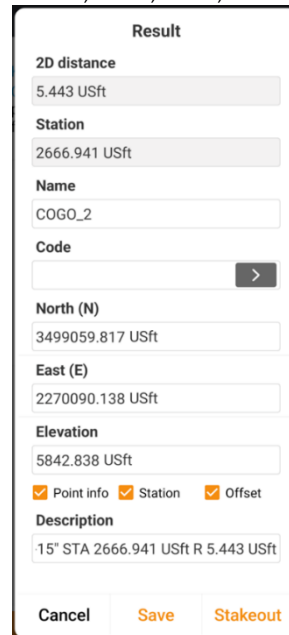 Result
2D distance
5.443 USft
Station
2666.941 USft
Name
COGO_2
Code
North (N)
3499059.817 USft
East (E)
2270090.138 USft
Elevation
5842.838 USft
Point info Station Offset
Description
15" STA 2666.941 USft R 5.443 USft
Cancel Save Stakeout